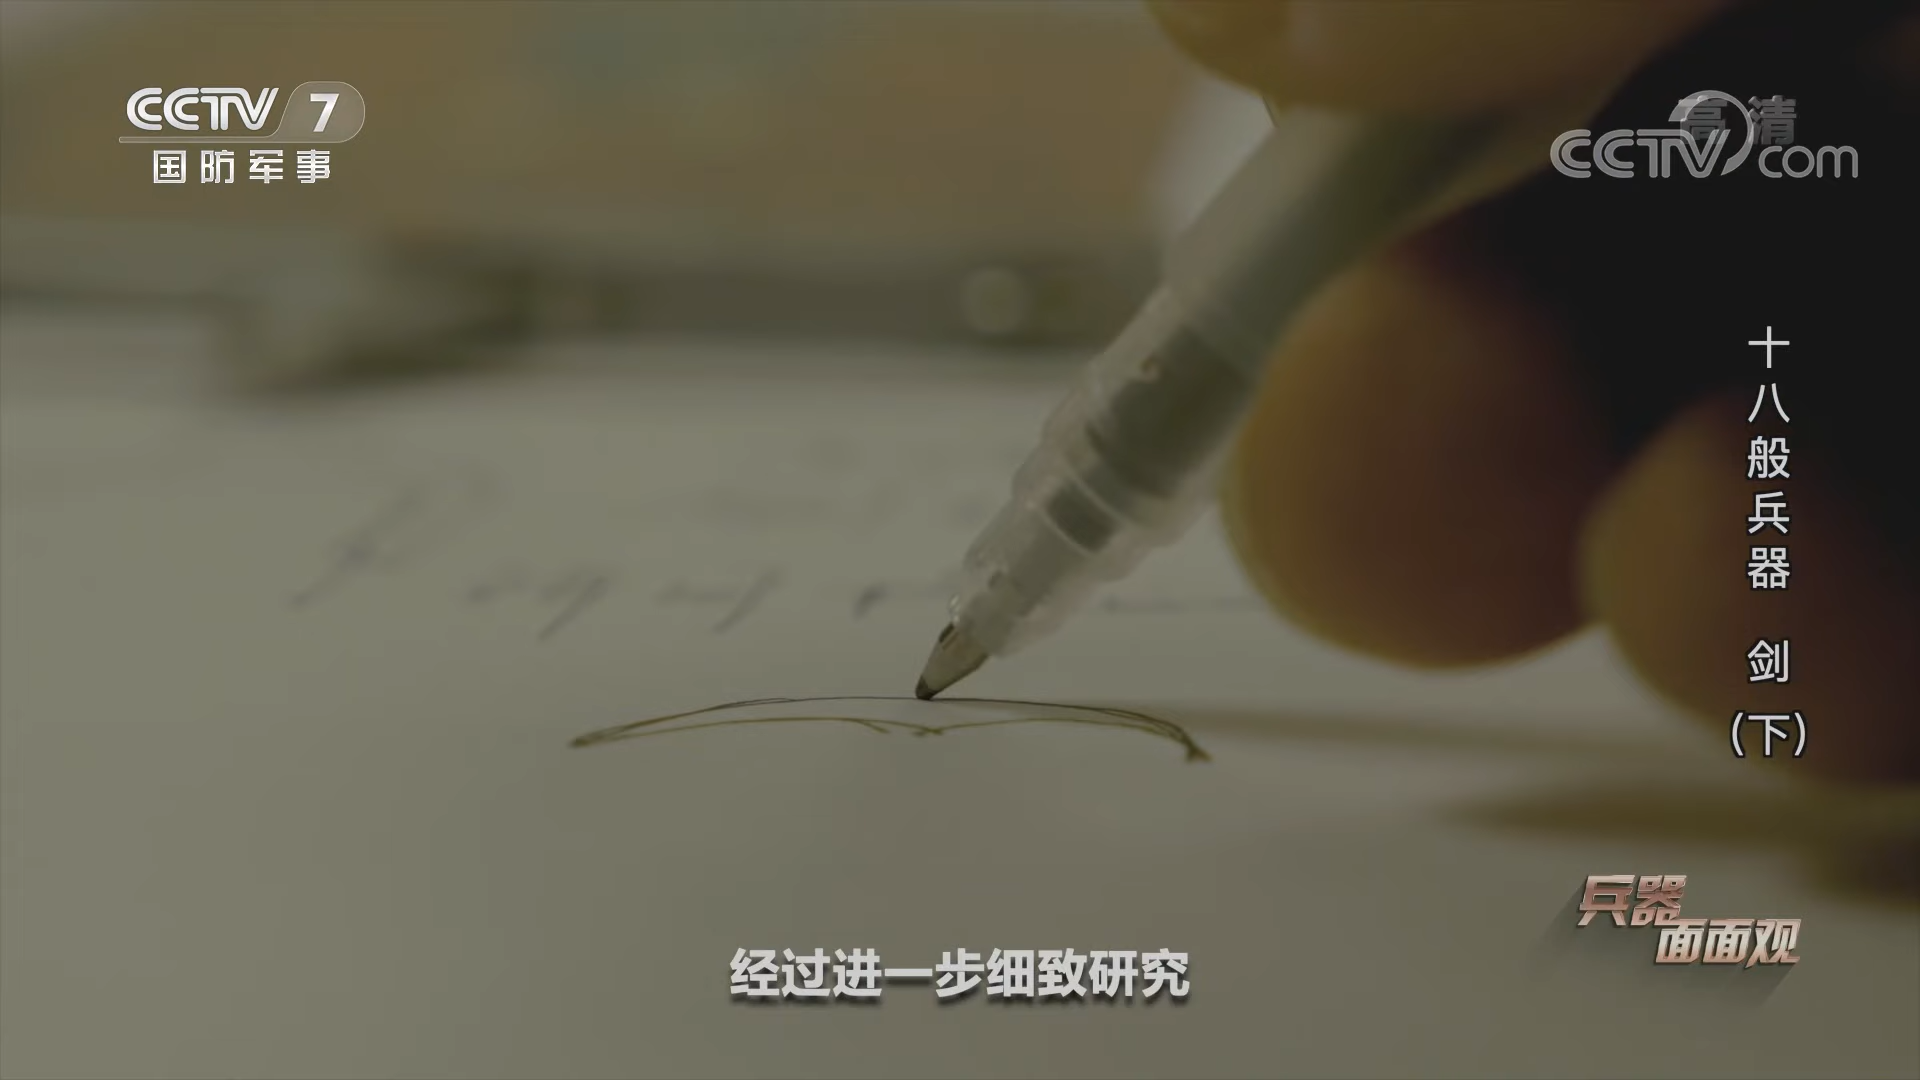 CCTV 7
国防军事
高清
CCTV.com
十八般兵器 剑(下)
兵器面面观
经过进一步细致研究